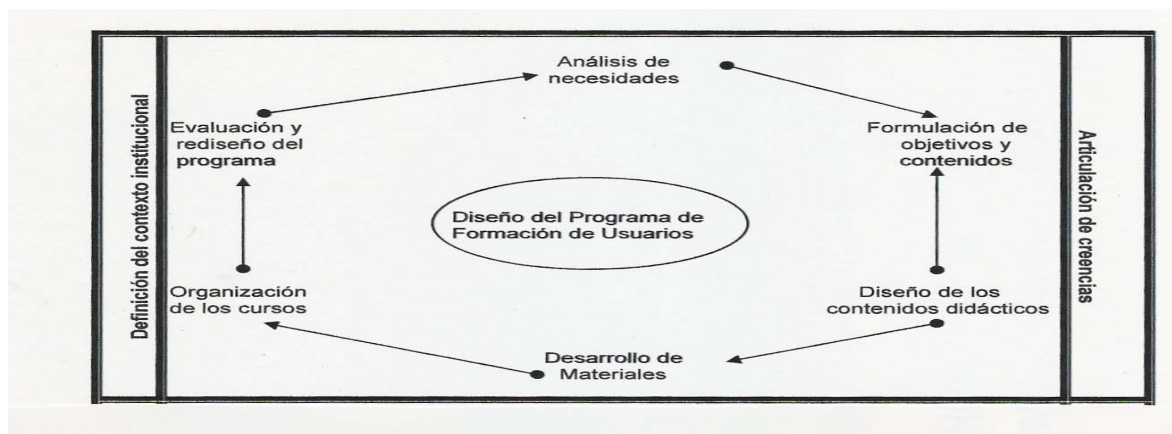 Definición del contexto institucional
Análisis de
necesidades
Evaluación y
rediseño del
programa
Formulación de
objetivos y
contenidos
Diseño del Programa de
Formación de Usuarios
Organización
de los cursos
Diseño de los
contenidos didácticos
Desarrollo de
Materiales
Articulación de creencias